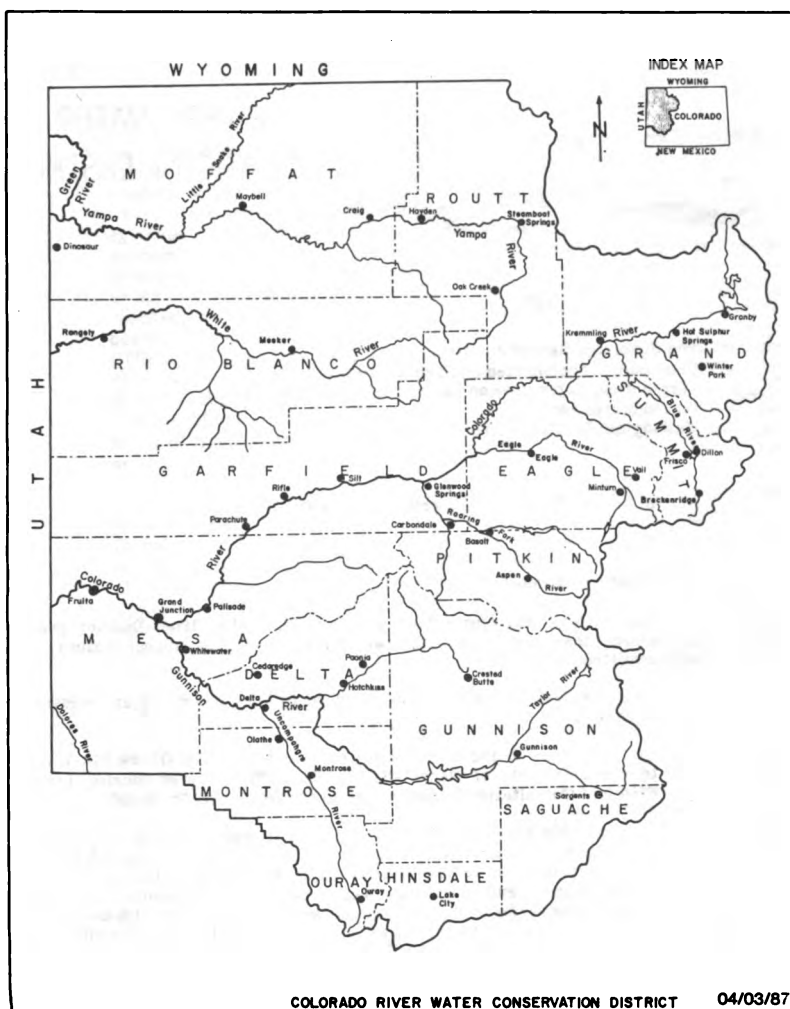 WYOMING
INDEX MAP
WYOMING
UTAH
COLORADO
NEW MEXICO
N
Green River
MOFFAT
Little Snake River
Maybell
Yampa River
Dinosaur
ROUTT
Craig
Hayden
Steamboat Springs
Yampa River
Oak Creek
Rangely
White River
Meeker
RIO BLANCO
Kremmling
River
Hot Sulphur Springs
Granby
GRAND
Winter Park
UTAH
Colorado
SUMMIT
Blue River
Dillon
Frisco
Breckenridge
GARFIELD
EAGLE
Eagle River
Eagle
Vail
Minturn
Silt
Rifle
Glenwood Springs
Parachute
Carbondale
Roaring Fork
Basalt
PITKIN
Aspen
River
River
Colorado
Fruita
Grand Junction
Palisade
MESA
Whitewater
Gunnison
Cedaredge
Paonia
DELTA
Hotchkiss
Crested Butte
Taylor River
Delta
River
GUNNISON
Dolores River
Olathe
Uncompahgre
Gunnison
Montrose
MONTROSE
River
Sargents
SAGUACHE
OURAY
Ouray
HINSDALE
Lake City
COLORADO RIVER WATER CONSERVATION DISTRICT 04/03/87